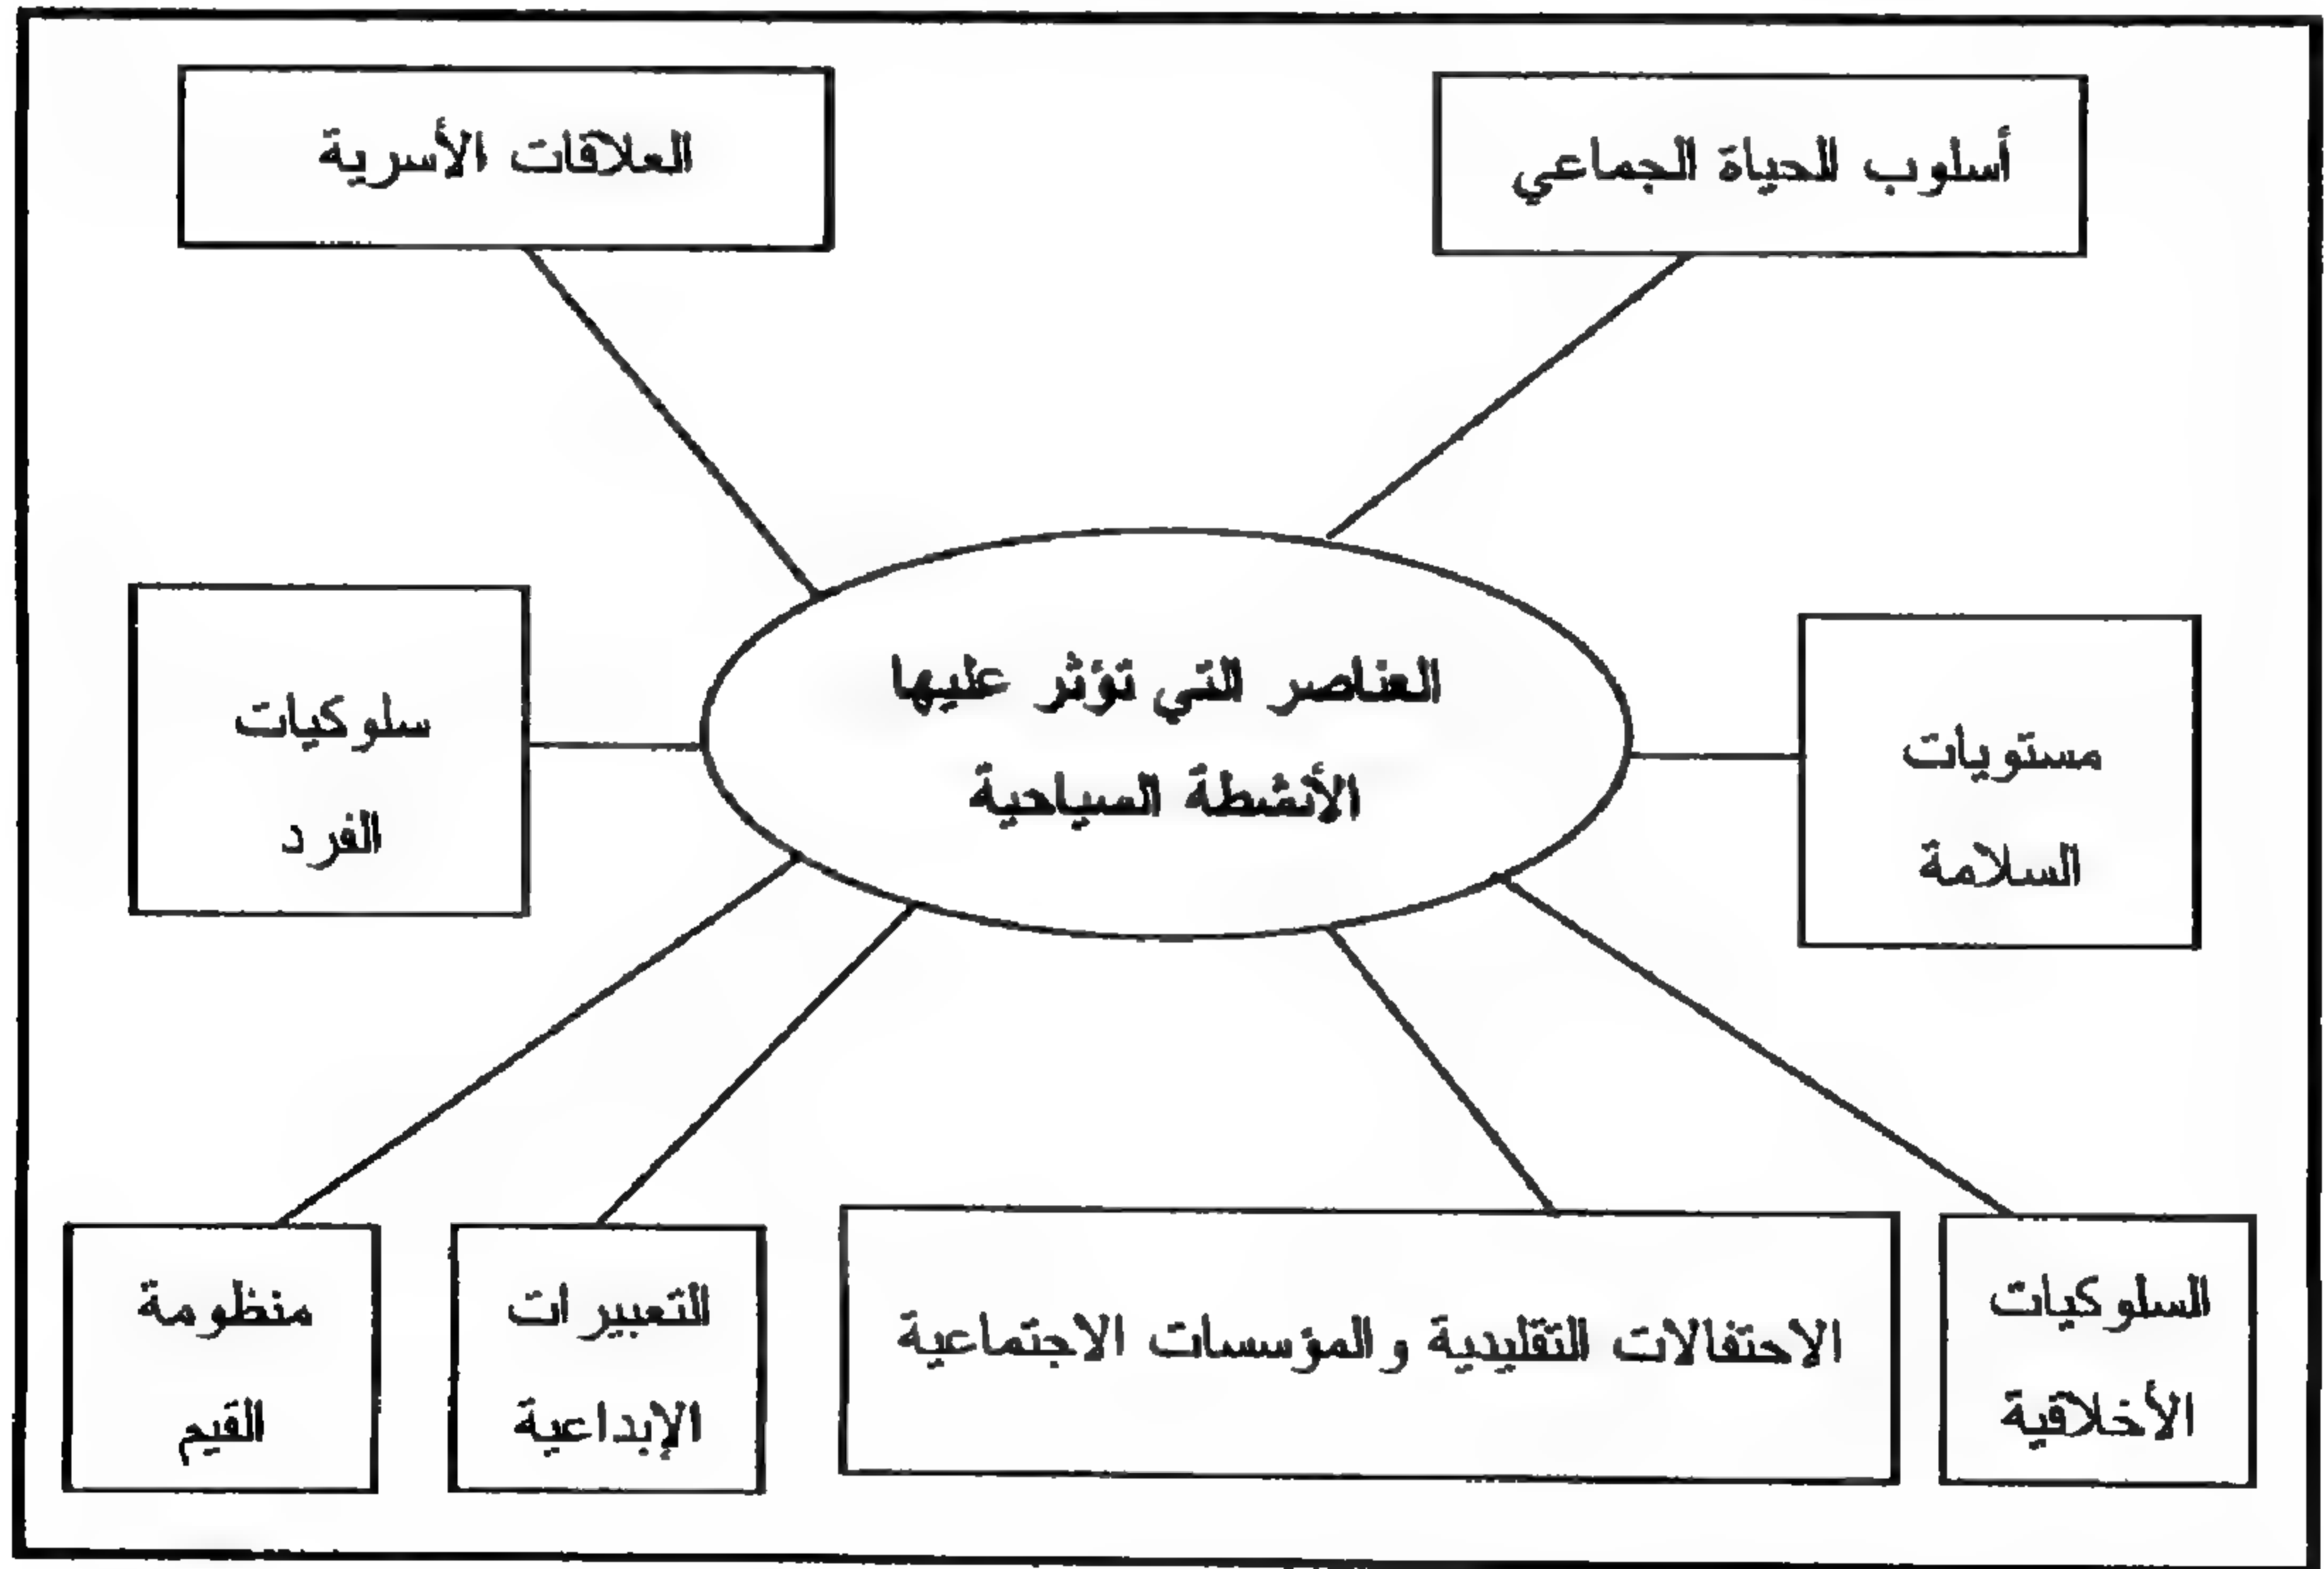 أسلوب الحياة الجماعي
العلاقات الأسرية
العناصر التي تؤثر عليها
الأنشطة السياحية
مستويات
السلامة
سلوكيات
الفرد
السلوكيات
الأخلاقية
الاحتفالات التقليدية والمؤسسات الاجتماعية
التعبيرات
الإبداعية
منظومة
القيم